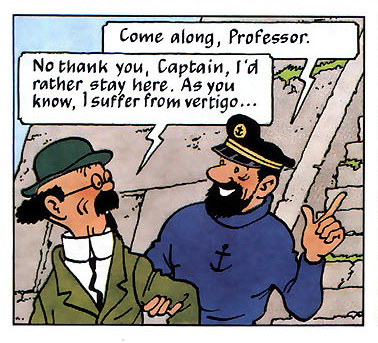 Come along, Professor.
No thank you, Captain, I'd
rather stay here. As you
know, I suffer from vertigo...